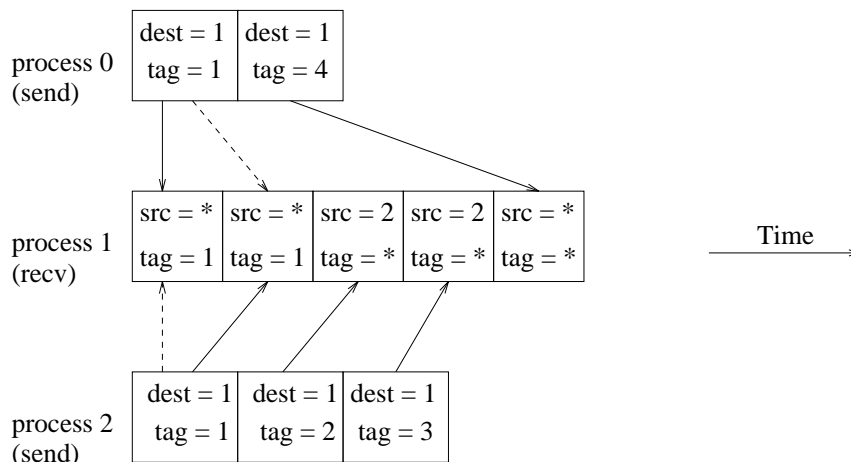 dest = 1 dest = 1
process 0 tag = 1 tag = 4
(send)
src = * src = * src = 2 src = 2 src = *
process 1 tag = 1 tag = 1 tag = * tag = * tag = *
(recv)
Time
dest = 1 dest = 1 dest = 1
process 2 tag = 1 tag = 2 tag = 3
(send)